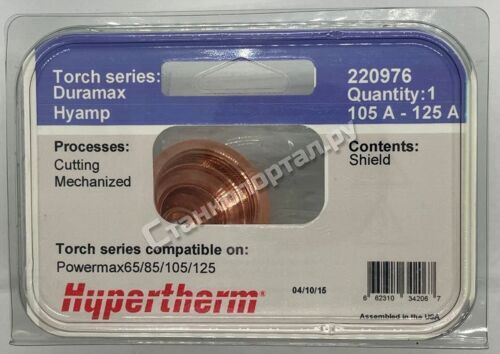 Torch series:
Duramax
Hyamp
220976
Quantity:1
105 A - 125 A
Processes:
Cutting
Mechanized
Contents:
Shield
Станкопортал.ру
Torch series compatible on:
Powermax65/85/105/125
Hypertherm®
04/10/15
6 62310 34206 7
Assembled in the USA